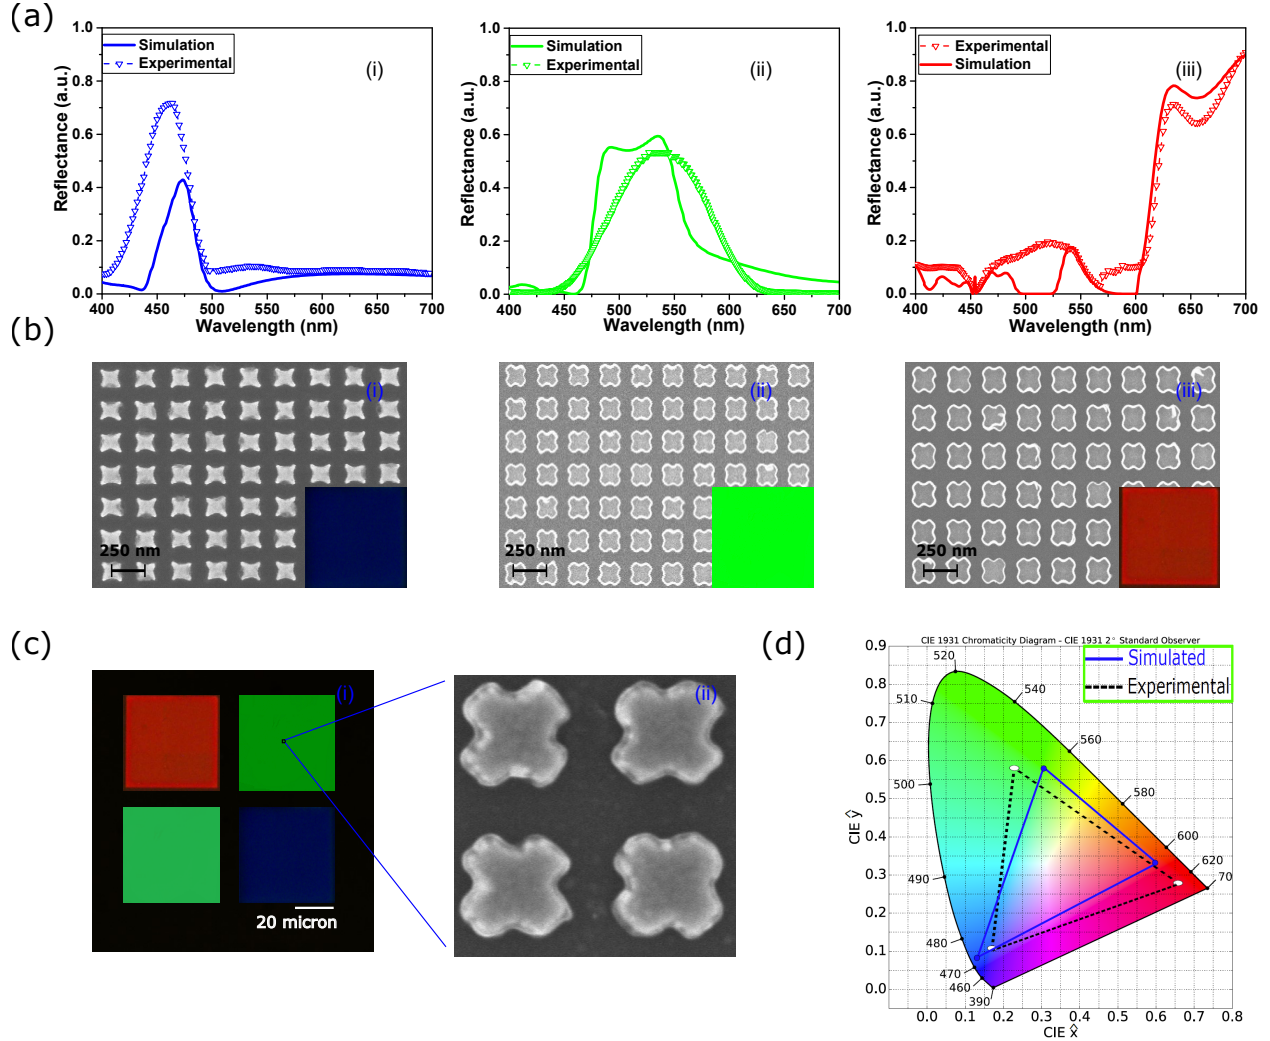 (a)
1.0
0.8
0.6
0.4
0.2
0.0
Reflectance (a.u.)
Simulation
Experimental
(i)
400 450 500 550 600 650 700
Wavelength (nm)
1.0
0.8
0.6
0.4
0.2
0.0
Reflectance (a.u.)
Simulation
Experimental
(ii)
400 450 500 550 600 650 700
Wavelength (nm)
1.0
0.8
0.6
0.4
0.2
0.0
Reflectance (a.u.)
Experimental
Simulation
(iii)
400 450 500 550 600 650 700
Wavelength (nm)
(b)
(i)
250 nm
(ii)
250 nm
(iii)
250 nm
(c)
(i)
20 micron
(ii)
(d)
CIE 1931 Chromaticity Diagram - CIE 1931 2° Standard Observer
Simulated
Experimental
0.9
0.8
0.7
0.6
0.5
0.4
0.3
0.2
0.1
0.0
CIE ŷ
520
510
540
560
500
580
600
490
620
70
480
470
460
390
0.0 0.1 0.2 0.3 0.4 0.5 0.6 0.7 0.8
CIE x̂